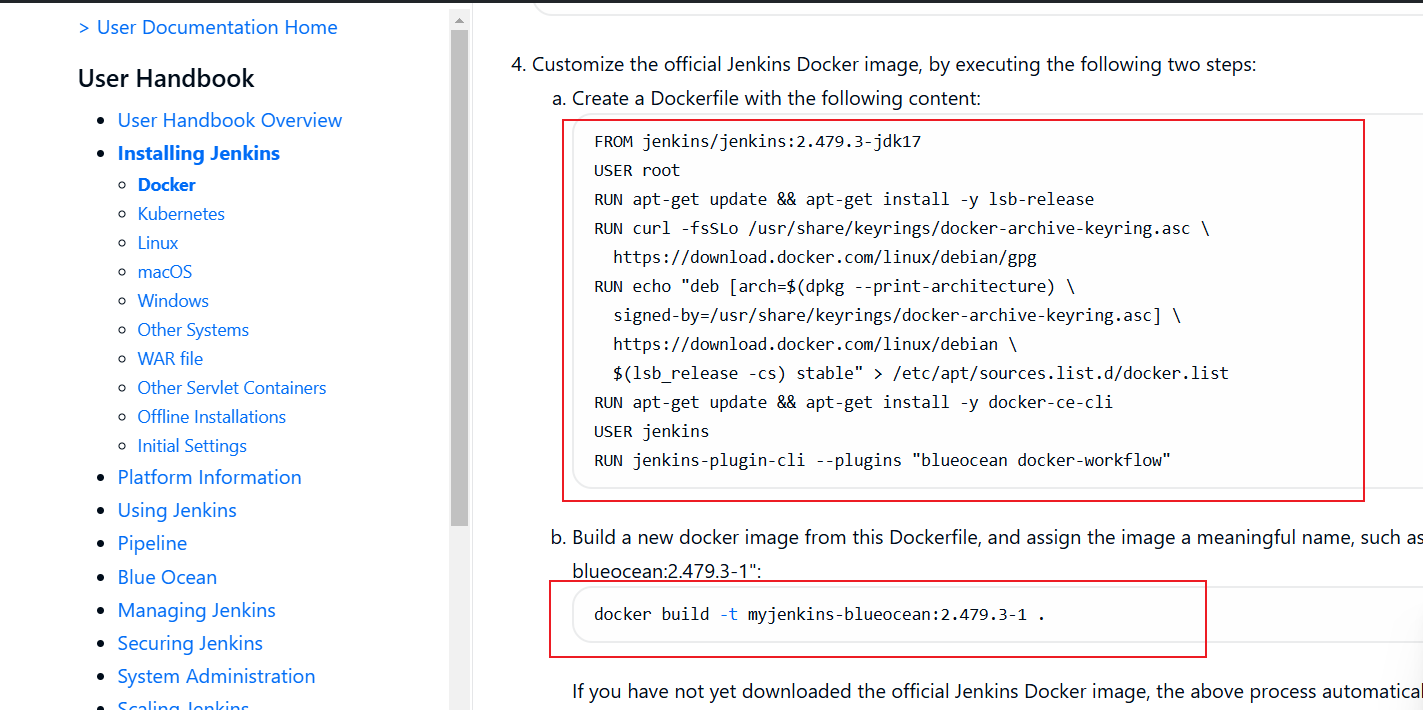 > User Documentation Home
User Handbook
User Handbook Overview
Installing Jenkins
Docker
Kubernetes
Linux
macOS
Windows
Other Systems
WAR file
Other Servlet Containers
Offline Installations
Initial Settings
Platform Information
Using Jenkins
Pipeline
Blue Ocean
Managing Jenkins
Securing Jenkins
System Administration
Scaling Jenkins
4. Customize the official Jenkins Docker image, by executing the following two steps:
a. Create a Dockerfile with the following content:
FROM jenkins/jenkins:2.479.3-jdk17
USER root
RUN apt-get update && apt-get install -y lsb-release
RUN curl -fsSLo /usr/share/keyrings/docker-archive-keyring.asc \
https://download.docker.com/linux/debian/gpg
RUN echo "deb [arch=$(dpkg --print-architecture) \
signed-by=/usr/share/keyrings/docker-archive-keyring.asc] \
https://download.docker.com/linux/debian \
$(lsb_release -cs) stable" > /etc/apt/sources.list.d/docker.list
RUN apt-get update && apt-get install -y docker-ce-cli
USER jenkins
RUN jenkins-plugin-cli --plugins "blueocean docker-workflow"
b. Build a new docker image from this Dockerfile, and assign the image a meaningful name, such as
blueocean:2.479.3-1":
docker build -t myjenkins-blueocean:2.479.3-1 .
If you have not yet downloaded the official Jenkins Docker image, the above process automatical